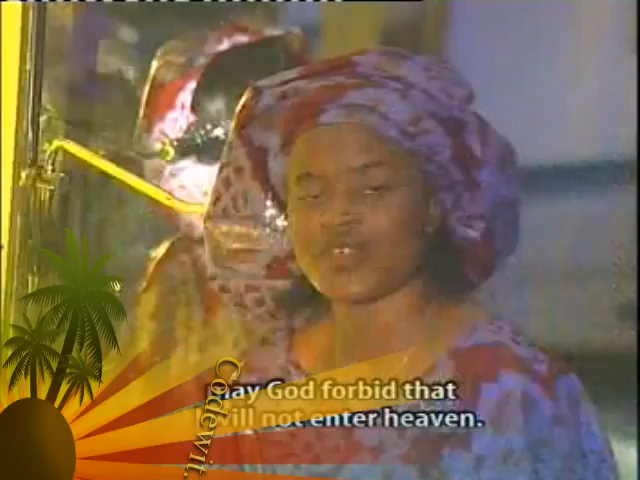 May God forbid that
I will not enter heaven.
Codewit.